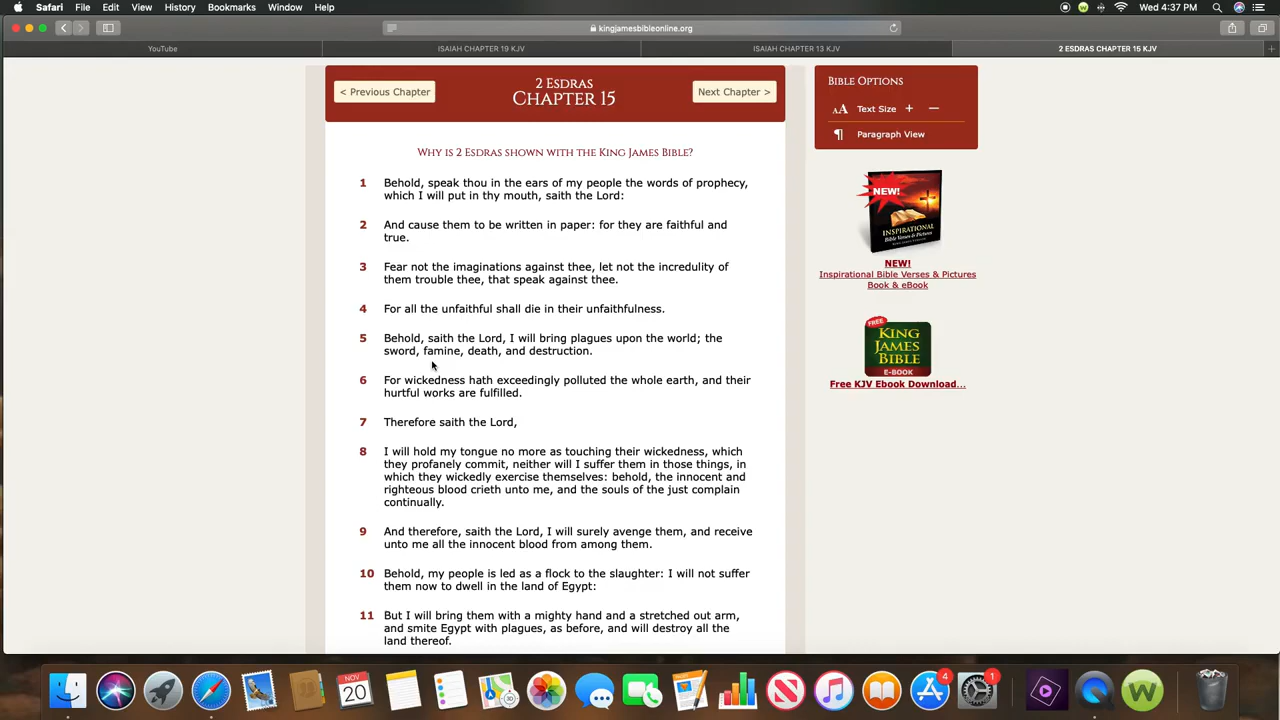 Safari File Edit View History Bookmarks Window Help
Wed 4:37 PM
kingjamesbibleonline.org
YouTube
ISAIAH CHAPTER 19 KJV
ISAIAH CHAPTER 13 KJV
2 ESDRAS CHAPTER 15 KJV
< Previous Chapter
2 Esdras
Chapter 15
Next Chapter >
Why is 2 Esdras shown with the King James Bible?
1 Behold, speak thou in the ears of my people the words of prophecy,
which I will put in thy mouth, saith the Lord:
2 And cause them to be written in paper: for they are faithful and
true.
3 Fear not the imaginations against thee, let not the incredulity of
them trouble thee, that speak against thee.
4 For all the unfaithful shall die in their unfaithfulness.
5 Behold, saith the Lord, I will bring plagues upon the world; the
sword, famine, death, and destruction.
6 For wickedness hath exceedingly polluted the whole earth, and their
hurtful works are fulfilled.
7 Therefore saith the Lord,
8 I will hold my tongue no more as touching their wickedness, which
they profanely commit, neither will I suffer them in those things, in
which they wickedly exercise themselves: behold, the innocent and
righteous blood crieth unto me, and the souls of the just complain
continually.
9 And therefore, saith the Lord, I will surely avenge them, and receive
unto me all the innocent blood from among them.
10 Behold, my people is led as a flock to the slaughter: I will not suffer
them now to dwell in the land of Egypt:
11 But I will bring them with a mighty hand and a stretched out arm,
and smite Egypt with plagues, as before, and will destroy all the
land thereof.
Bible Options
AA Text Size + −
¶ Paragraph View
NEW!
INSPIRATIONAL
Bible Verses & Pictures
NEW!
Inspirational Bible Verses & Pictures
Book & eBook
FREE
KING
JAMES
BIBLE
E-BOOK
Free KJV Ebook Download...
NOV
20
4
1
W